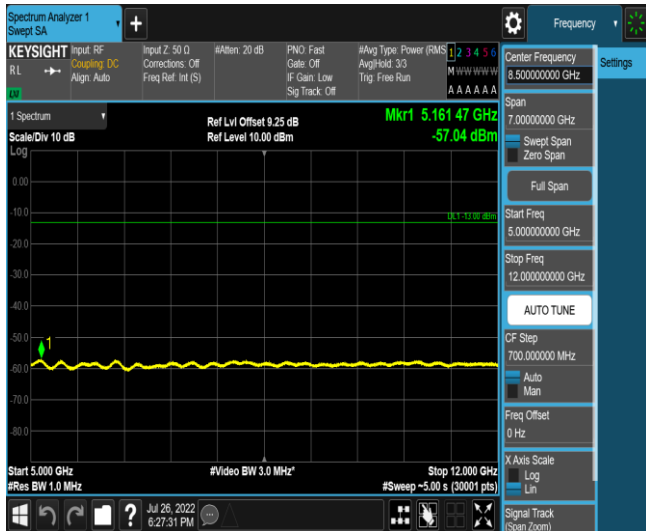 Spectrum Analyzer 1
Swept SA
Frequency
KEYSIGHT
RL
LXI
Input: RF
Coupling: DC
Align: Auto
Input Z: 50 Ω
Corrections: Off
Freq Ref: Int (S)
#Atten: 20 dB
PNO: Fast
Gate: Off
IF Gain: Low
Sig Track: Off
#Avg Type: Power (RMS
Avg|Hold: 3/3
Trig: Free Run
1 2 3 4 5 6
M W W W W W
A A A A A A
1 Spectrum
Scale/Div 10 dB
Log
Ref Lvl Offset 9.25 dB
Ref Level 10.00 dBm
Mkr1 5.161 47 GHz
-57.04 dBm
0.00
-10.0
DL1 -13.00 dBm
-20.0
-30.0
-40.0
-50.0
1
-60.0
-70.0
-80.0
Start 5.000 GHz
#Res BW 1.0 MHz
#Video BW 3.0 MHz*
Stop 12.000 GHz
#Sweep ~5.00 s (30001 pts)
?
Jul 26, 2022
6:27:31 PM
Settings
Center Frequency
8.500000000 GHz
Span
7.00000000 GHz
Swept Span
Zero Span
Full Span
Start Freq
5.000000000 GHz
Stop Freq
12.000000000 GHz
AUTO TUNE
CF Step
700.000000 MHz
Auto
Man
Freq Offset
0 Hz
X Axis Scale
Log
Lin
Signal Track
(Span Zoom)